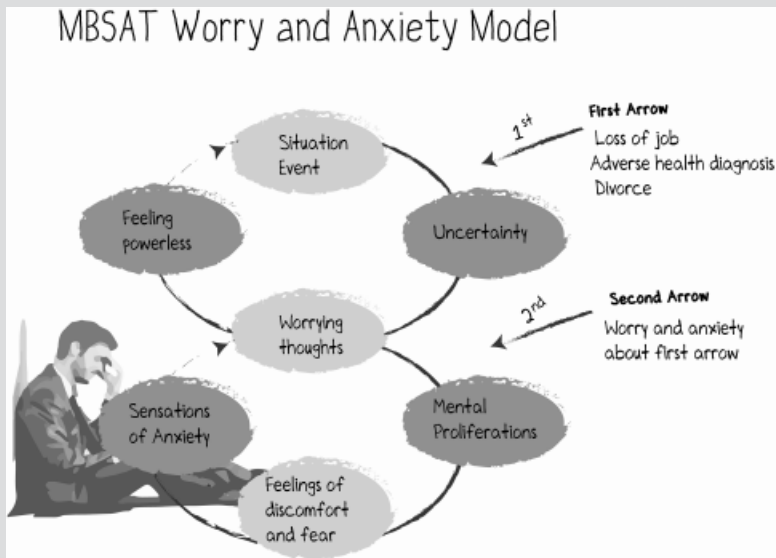 MBSAT Worry and Anxiety Model
Situation
Event
1st
First Arrow
Loss of job
Adverse health diagnosis
Divorce
Feeling
powerless
Uncertainty
Worrying
thoughts
2nd
Second Arrow
Worry and anxiety
about first arrow
Sensations
of Anxiety
Mental
Proliferations
Feelings of
discomfort
and fear